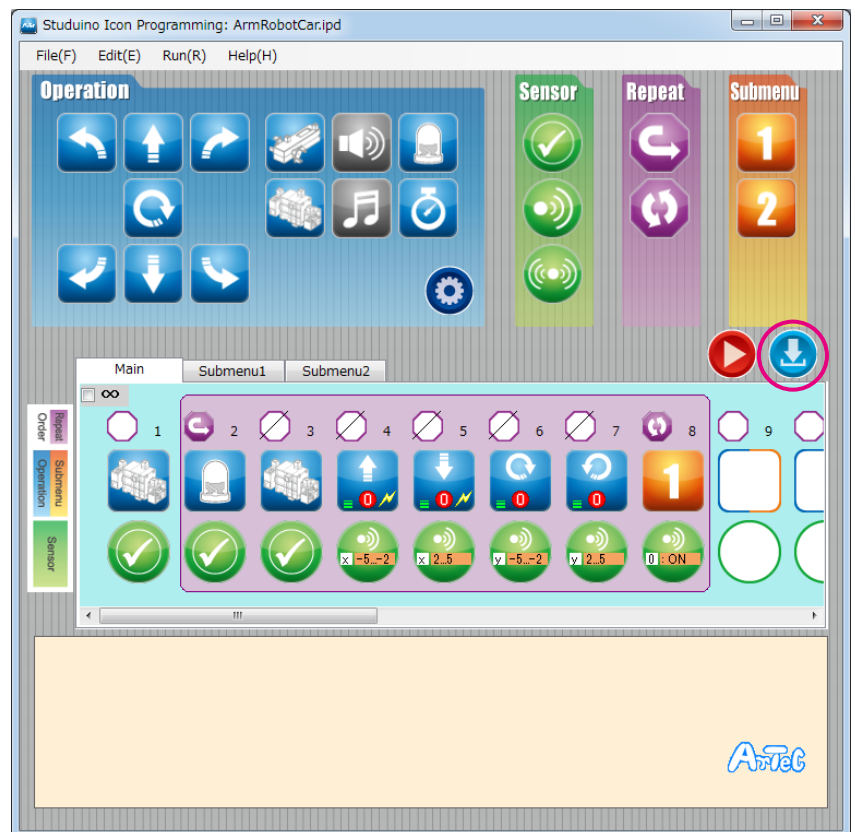 Studuino Icon Programming: ArmRobotCar.ipd
File(F) Edit(E) Run(R) Help(H)
Operation
Sensor
Repeat
Submenu
1
2
Main Submenu1 Submenu2
∞
Repeat
Order
1 2 3 4 5 6 7 8 9
Submenu
Operation
= 0 = 0 = 0 = 0 1
Sensor
x -5...-2 x 2...5 y -5...-2 y 2...5 0 : ON
ArTeC